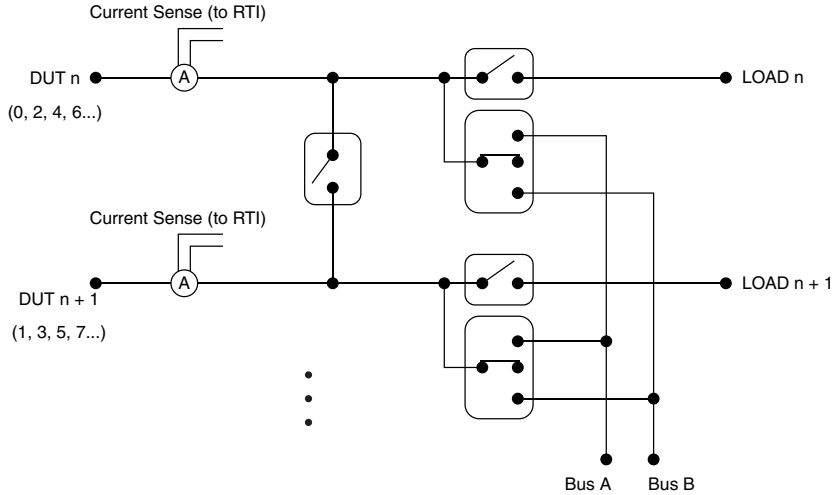 Current Sense (to RTI)
DUT n
A
LOAD n
(0, 2, 4, 6...)
Current Sense (to RTI)
A
LOAD n + 1
DUT n + 1
(1, 3, 5, 7...)
Bus A
Bus B